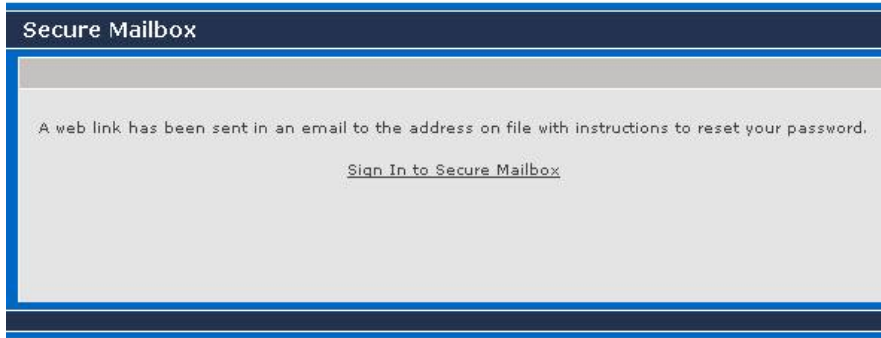 Secure Mailbox
A web link has been sent in an email to the address on file with instructions to reset your password.
Sign In to Secure Mailbox